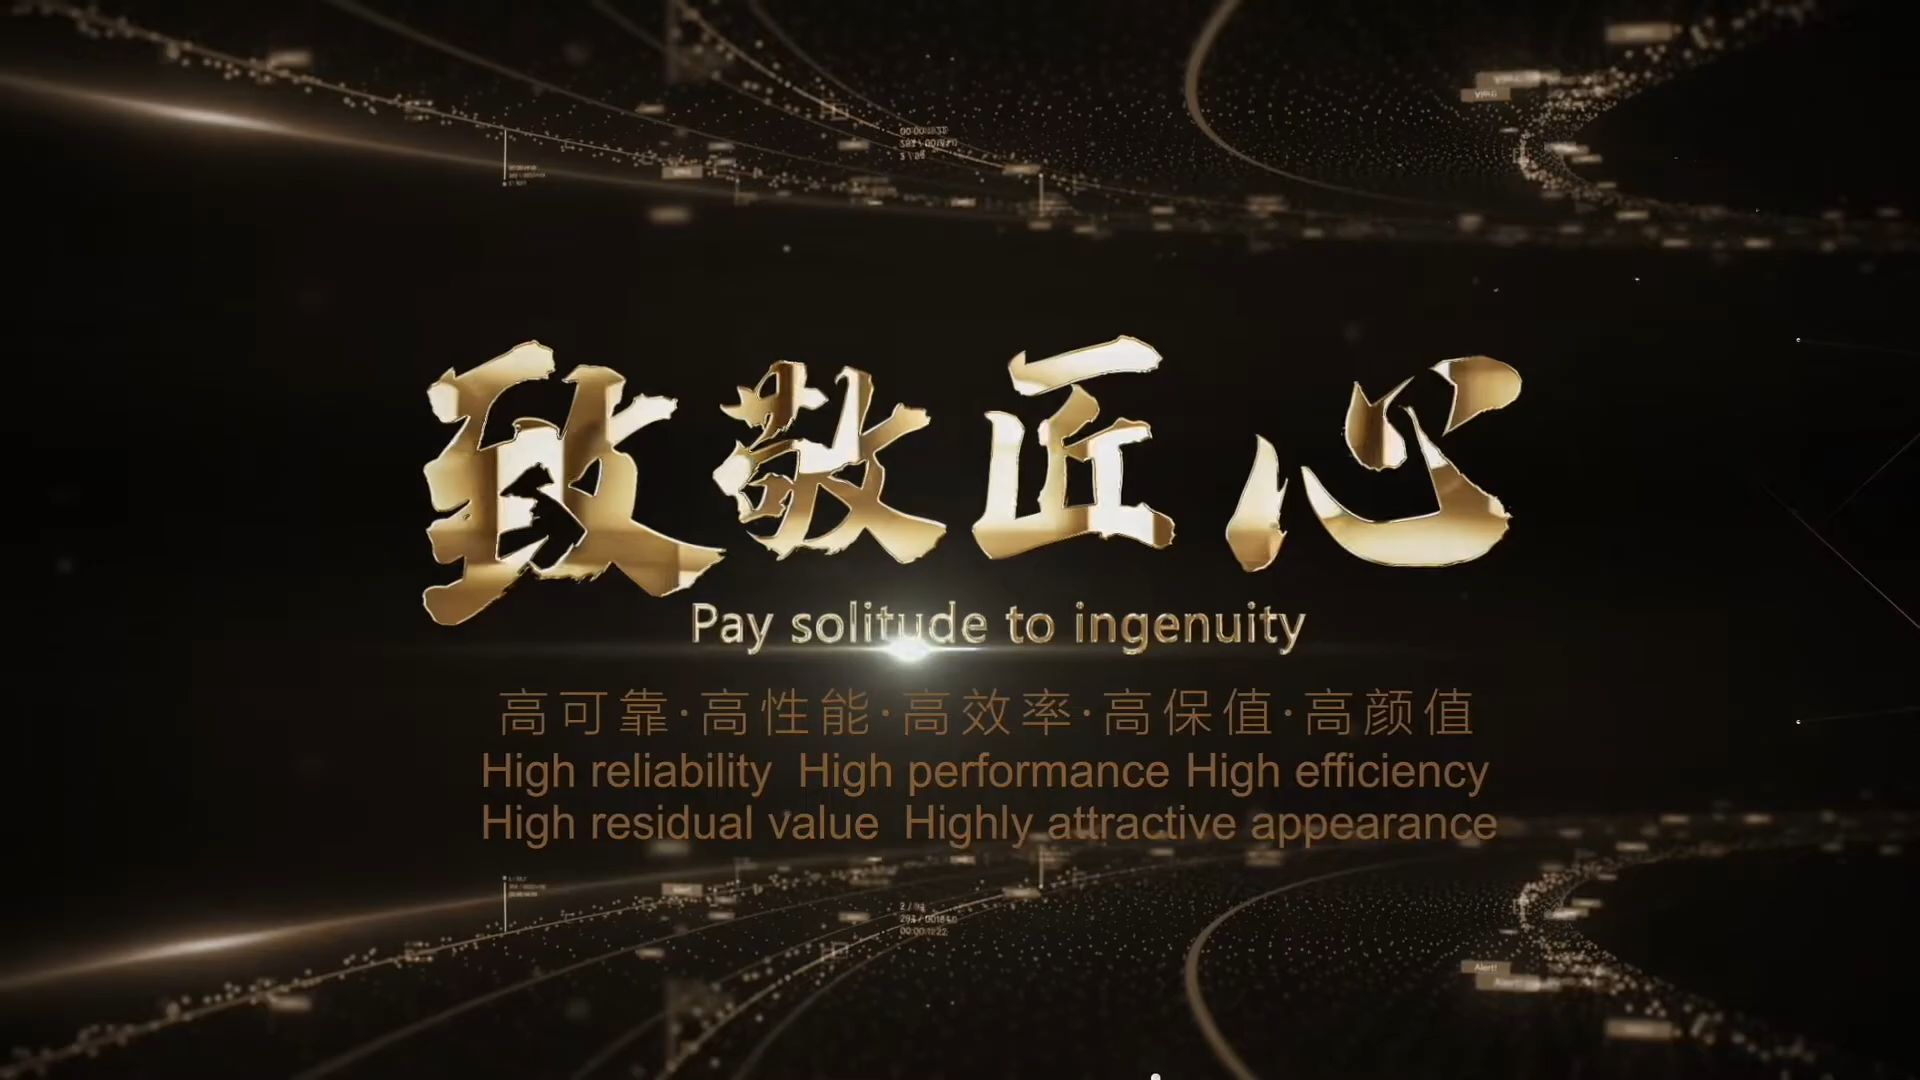 致敬匠心
Pay solitude to ingenuity
高可靠·高性能·高效率·高保值·高颜值
High reliability High performance High efficiency
High residual value Highly attractive appearance
Alert!